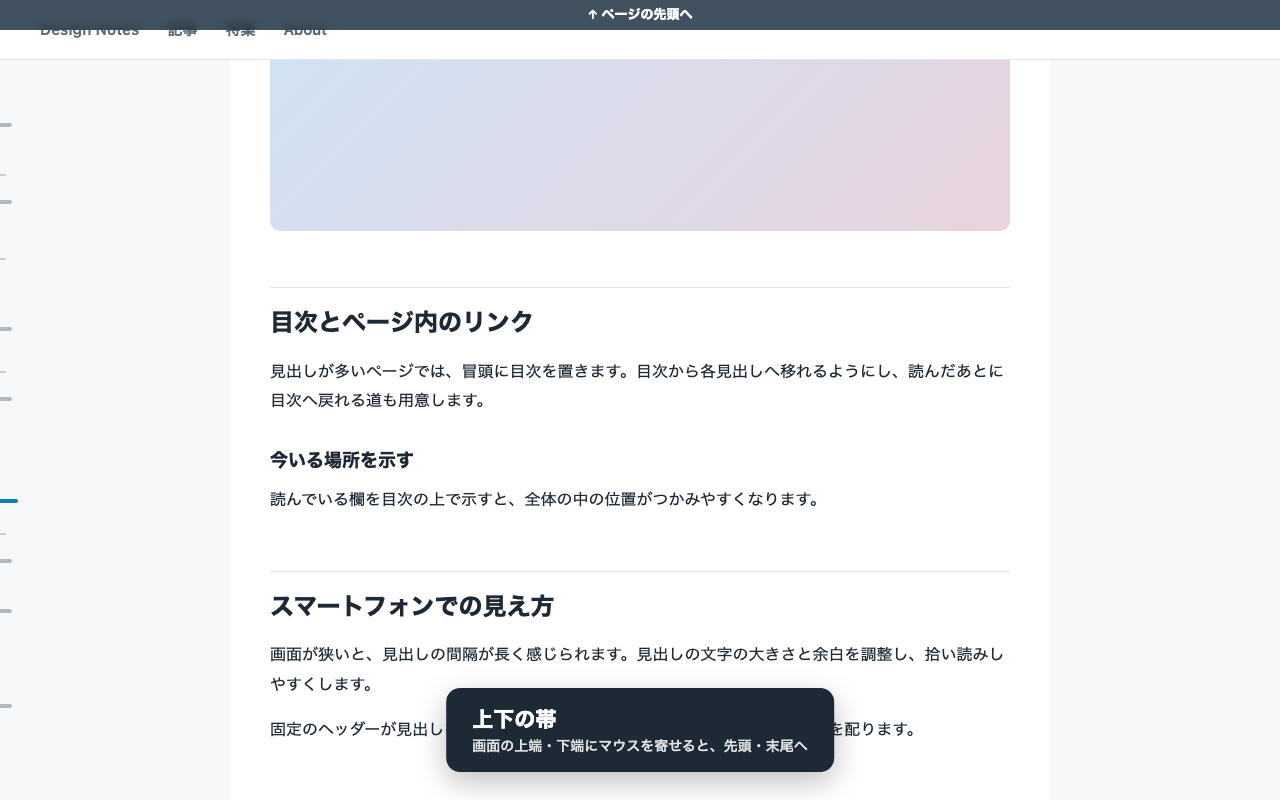 ↑ ページの先頭へ
Design Notes 記事 特集 About
目次とページ内のリンク
見出しが多いページでは、冒頭に目次を置きます。目次から各見出しへ移れるようにし、読んだあとに
目次へ戻れる道も用意します。
今いる場所を示す
読んでいる欄を目次の上で示すと、全体の中の位置がつかみやすくなります。
スマートフォンでの見え方
画面が狭いと、見出しの間隔が長く感じられます。見出しの文字の大きさと余白を調整し、拾い読みし
やすくします。
固定のヘッダーが見出し を配ります。
上下の帯
画面の上端・下端にマウスを寄せると、先頭・末尾へ